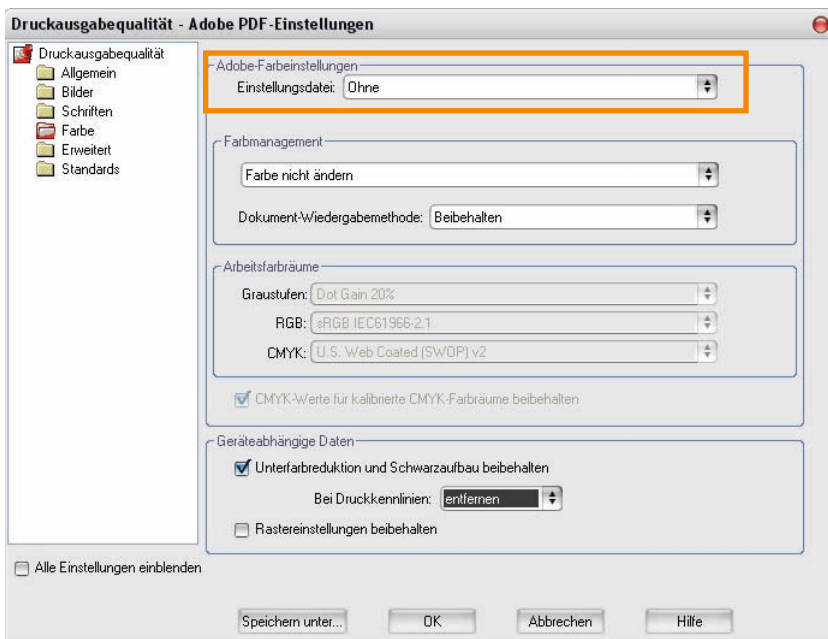 Druckausgabequalität - Adobe PDF-Einstellungen
Druckausgabequalität
Allgemein
Bilder
Schriften
Farbe
Erweitert
Standards
Adobe-Farbeinstellungen
Einstellungsdatei: Ohne
Farbmanagement
Farbe nicht ändern
Dokument-Wiedergabemethode: Beibehalten
Arbeitsfarbräume
Graustufen: Dot Gain 20%
RGB: sRGB IEC61966-2.1
CMYK: U.S. Web Coated (SWOP) v2
CMYK-Werte für kalibrierte CMYK-Farbräume beibehalten
Geräteabhängige Daten
Unterfarbreduktion und Schwarzaufbau beibehalten
Bei Druckkennlinien: entfernen
Rastereinstellungen beibehalten
Alle Einstellungen einblenden
Speichern unter... OK Abbrechen Hilfe